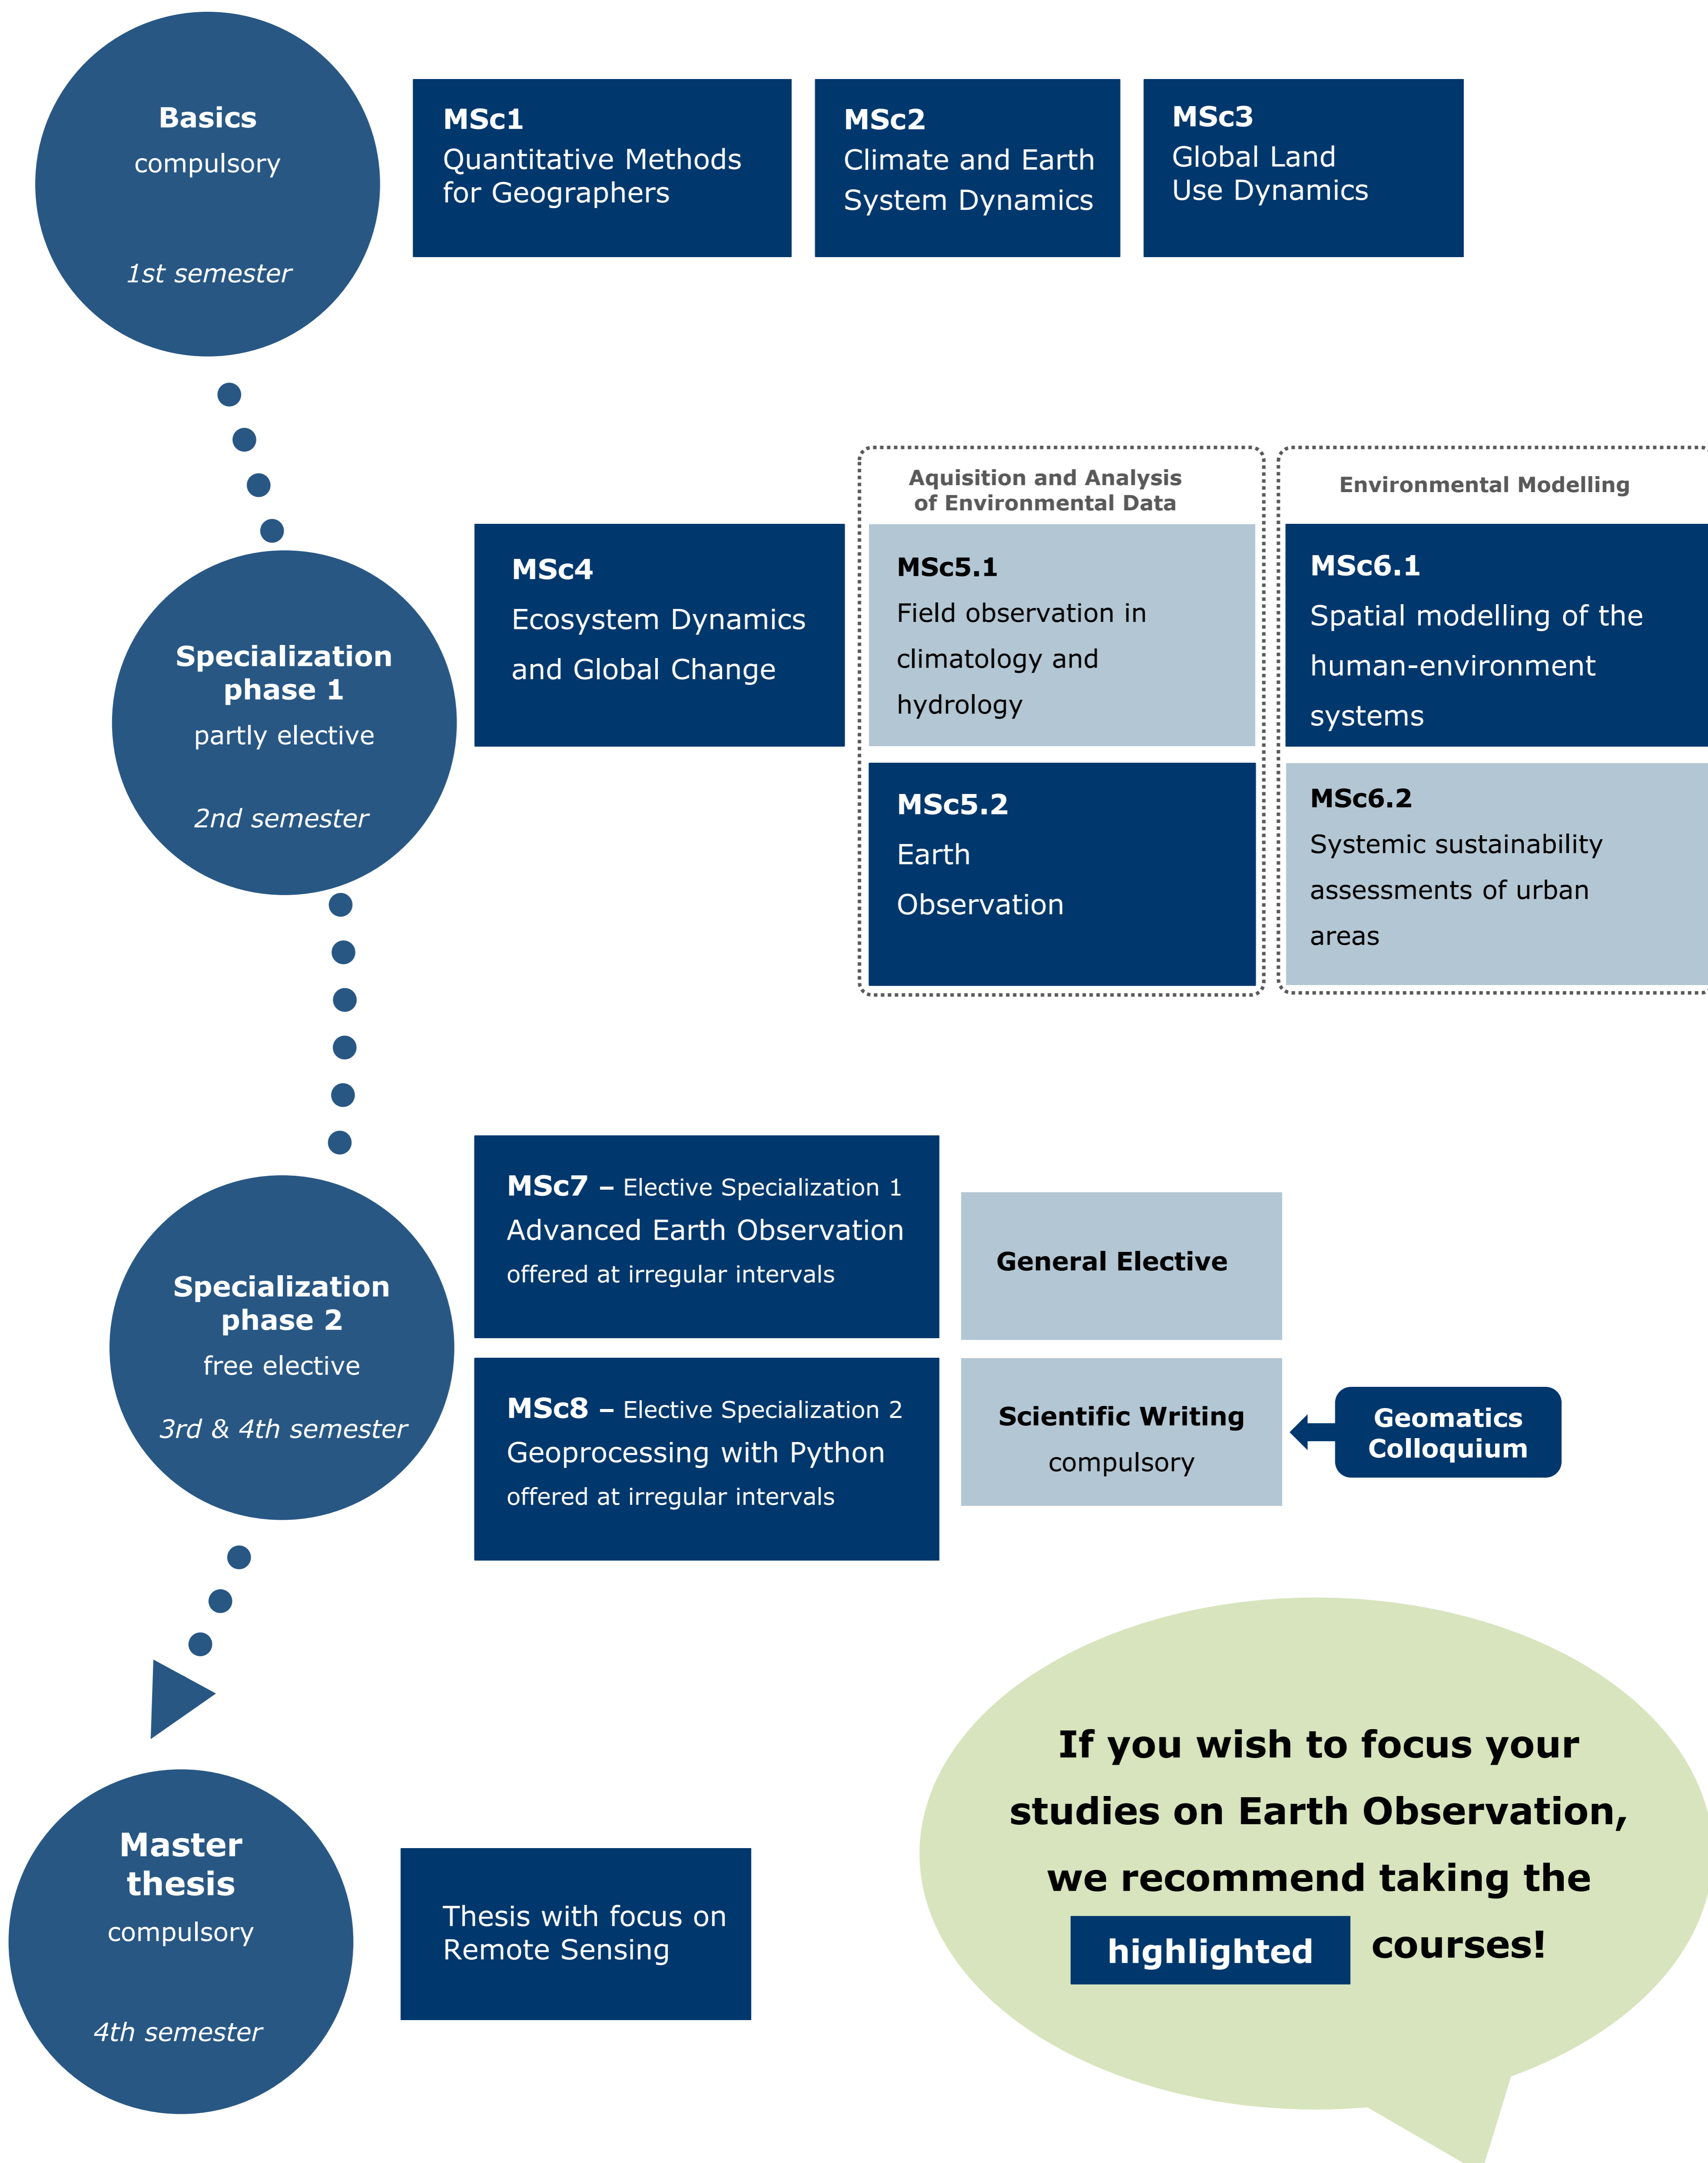 Basics
compulsory
1st semester
MSc1
Quantitative Methods
for Geographers
MSc2
Climate and Earth
System Dynamics
MSc3
Global Land
Use Dynamics
Specialization
phase 1
partly elective
2nd semester
MSc4
Ecosystem Dynamics
and Global Change
Aquisition and Analysis
of Environmental Data
MSc5.1
Field observation in
climatology and
hydrology
MSc5.2
Earth
Observation
Environmental Modelling
MSc6.1
Spatial modelling of the
human-environment
systems
MSc6.2
Systemic sustainability
assessments of urban
areas
Specialization
phase 2
free elective
3rd & 4th semester
MSc7 – Elective Specialization 1
Advanced Earth Observation
offered at irregular intervals
General Elective
MSc8 – Elective Specialization 2
Geoprocessing with Python
offered at irregular intervals
Scientific Writing
compulsory
Geomatics
Colloquium
Master
thesis
compulsory
4th semester
Thesis with focus on
Remote Sensing
If you wish to focus your
studies on Earth Observation,
we recommend taking the
highlighted courses!